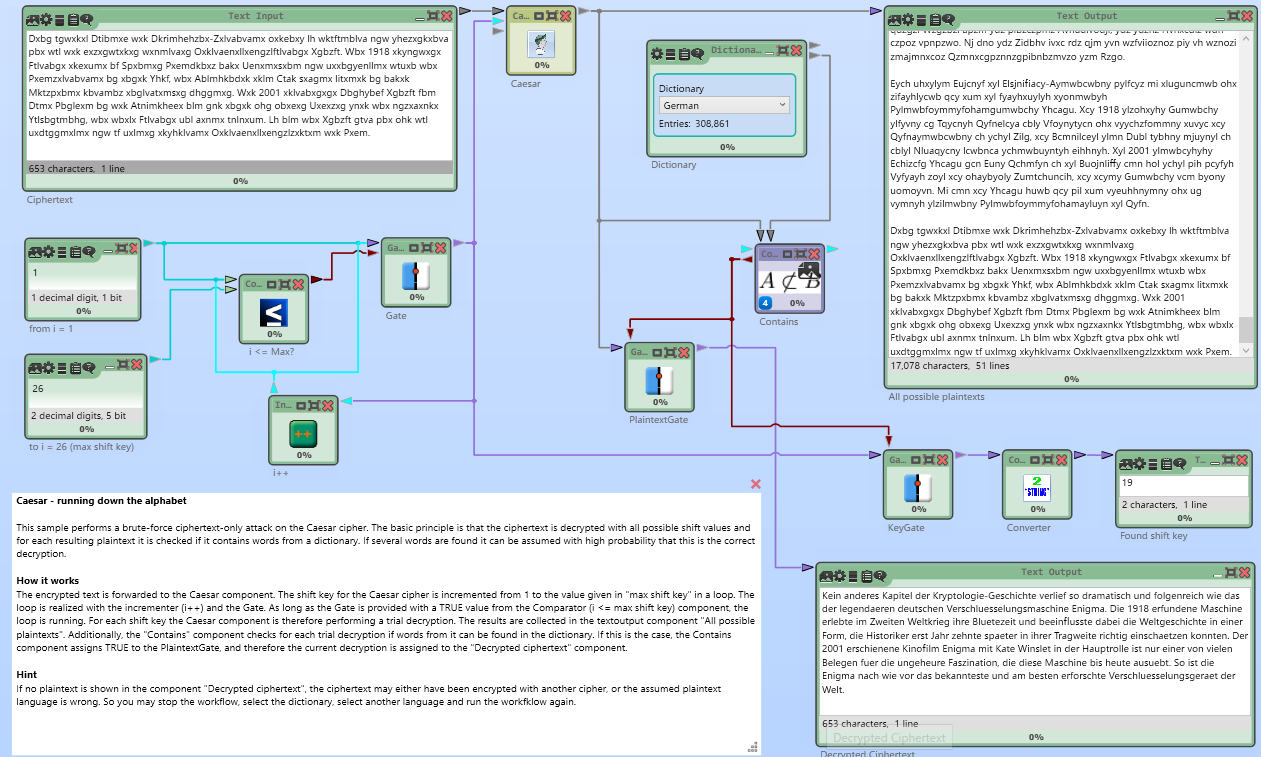 Text Input
Dxbg tgwxkxl Dtibmxe wxk Dkrimhehzbx-Zxlvabvamx oxkebxy lh wktftmblva ngw yhezxgkxbva
pbx wtl wxk exzxgwtxkxg wxnmlvaxg Oxklvaenxllxengzlftlvabgx Xgbzft. Wbx 1918 xkyngwxgx
Ftlvabgx xkexumx bf Spxbmxg Pxemdkbxz bakx Uenxmxsxbm ngw uxxbgyenllmx wtuxb wbx
Pxemzxlvabvamx bg xbgxk Yhkf, wbx Ablmhkbdxk xklm Ctak sxagmx litxmxk bg bakxk
Mktzpxbmx kbvambz xbglvatxmsxg dhggmxg. Wxk 2001 xklvabxgxgx Dbghybef Xgbzft fbm
Dtmx Pbglexm bg wxk Atnimkheex blm gnk xbgxk ohg obxexg Uxexzxg ynxk wbx ngzxaxnkx
Ytlsbgtmbhg, wbx wbxlx Ftlvabgx ubl axnmx tnlxnum. Lh blm wbx Xgbzft gtva pbx ohk wtl
uxdtggmxlmx ngw tf uxlmxg xkyhklvamx Oxklvaenxllxengzlzxktxm wxk Pxem.
653 characters, 1 line
0%
Ciphertext
Ca...
0%
Caesar
Dictiona...
Dictionary
German
Entries: 308,861
0%
Dictionary
Text Output
czpoz vpnpzwo. Nj dno ydz Zidbhv ivxc rdz qjm yvn wzfviioznoz piy vh wznozi
zmajmnxcoz Qzmnxcgpznnzgpibnbzmvzo yzm Rzgo.
Eych uhxylym Eujcnyf xyl Elsjnifiacy-Aymwbcwbny pylfcyz mi xluguncmwb ohx
zifayhlycwb qcy xum xyl fyayhxuylyh xyonmwbyh
Pylmwbfoymmyfohamgumwbchy Yhcagu. Xcy 1918 ylzohxyhy Gumwbchy
ylfyvny cg Tqycnyh Qyfnelcya cbly Vfoynytycn ohx vyychzfommny xuvyc xcy
Qyfnaymwbcwbny ch ychyl Zilg, xcy Bcmnilceyl ylmn Dubl tybhny mjuynyl ch
cblyl Nluaqycny lcwbnca ychmwbuyntyh eihhnyh. Xyl 2001 ylmwbcyhyhy
Echizcfg Yhcagu gcn Euny Qchmfyn ch xyl Buojnliffy cmn hol ychyl pih pcyfyh
Vyfyayh zoyl xcy ohaybyoly Zumtchuncih, xcy xcymy Gumwbchy vcm byony
uomoyvn. Mi cmn xcy Yhcagu huwb qcy pil xum vyeuhhnymny ohx ug
vymnyh ylzilmwbny Pylmwbfoymmyfohamayluyn xyl Qyfn.
Dxbg tgwxkxl Dtibmxe wxk Dkrimhehzbx-Zxlvabvamx oxkebxy lh wktftmblva
ngw yhezxgkxbva pbx wtl wxk exzxgwtxkxg wxnmlvaxg
Oxklvaenxllxengzlftlvabgx Xgbzft. Wbx 1918 xkyngwxgx Ftlvabgx xkexumx bf
Spxbmxg Pxemdkbxz bakx Uenxmxsxbm ngw uxxbgyenllmx wtuxb wbx
Pxemzxlvabvamx bg xbgxk Yhkf, wbx Ablmhkbdxk xklm Ctak sxagmx litxmxk
bg bakxk Mktzpxbmx kbvambz xbglvatxmsxg dhggmxg. Wxk 2001
xklvabxgxgx Dbghybef Xgbzft fbm Dtmx Pbglexm bg wxk Atnimkheex blm
gnk xbgxk ohg obxexg Uxexzxg ynxk wbx ngzxaxnkx Ytlsbgtmbhg, wbx wbxlx
Ftlvabgx ubl axnmx tnlxnum. Lh blm wbx Xgbzft gtva pbx ohk wtl
uxdtggmxlmx ngw tf uxlmxg xkyhklvamx Oxklvaenxllxengzlzxktxm wxk Pxem.
17,078 characters, 51 lines
0%
All possible plaintexts
1
1 decimal digit, 1 bit
0%
from i = 1
Co...
0%
i <= Max?
Ga...
0%
Gate
Co...
A ⊄ B
4
0%
Contains
26
2 decimal digits, 5 bit
0%
to i = 26 (max shift key)
In...
++
0%
i++
Ga...
0%
PlaintextGate
Ga...
0%
KeyGate
Co...
2
"STRING"
0%
Converter
T...
19
2 characters, 1 line
0%
Found shift key
Caesar - running down the alphabet
This sample performs a brute-force ciphertext-only attack on the Caesar cipher. The basic principle is that the ciphertext is decrypted with all possible shift values and
for each resulting plaintext it is checked if it contains words from a dictionary. If several words are found it can be assumed with high probability that this is the correct
decryption.
How it works
The encrypted text is forwarded to the Caesar component. The shift key for the Caesar cipher is incremented from 1 to the value given in "max shift key" in a loop. The
loop is realized with the incrementer (i++) and the Gate. As long as the Gate is provided with a TRUE value from the Comparator (i <= max shift key) component, the
loop is running. For each shift key the Caesar component is therefore performing a trial decryption. The results are collected in the textoutput component "All possible
plaintexts". Additionally, the "Contains" component checks for each trial decryption if words from it can be found in the dictionary. If this is the case, the Contains
component assigns TRUE to the PlaintextGate, and therefore the current decryption is assigned to the "Decrypted ciphertext" component.
Hint
If no plaintext is shown in the component "Decrypted ciphertext", the ciphertext may either have been encrypted with another cipher, or the assumed plaintext
language is wrong. So you may stop the workflow, select the dictionary, select another language and run the workfklow again.
Text Output
Kein anderes Kapitel der Kryptologie-Geschichte verlief so dramatisch und folgenreich wie das
der legendaeren deutschen Verschluesselungsmaschine Enigma. Die 1918 erfundene Maschine
erlebte im Zweiten Weltkrieg ihre Bluetezeit und beeinflusste dabei die Weltgeschichte in einer
Form, die Historiker erst Jahr zehnte spaeter in ihrer Tragweite richtig einschaetzen konnten. Der
2001 erschienene Kinofilm Enigma mit Kate Winslet in der Hauptrolle ist nur einer von vielen
Belegen fuer die ungeheure Faszination, die diese Maschine bis heute ausuebt. So ist die
Enigma nach wie vor das bekannteste und am besten erforschte Verschluesselungsgeraet der
Welt.
653 characters, 1 line
0%
Decrypted Ciphertext
Decrypted Ciphertext